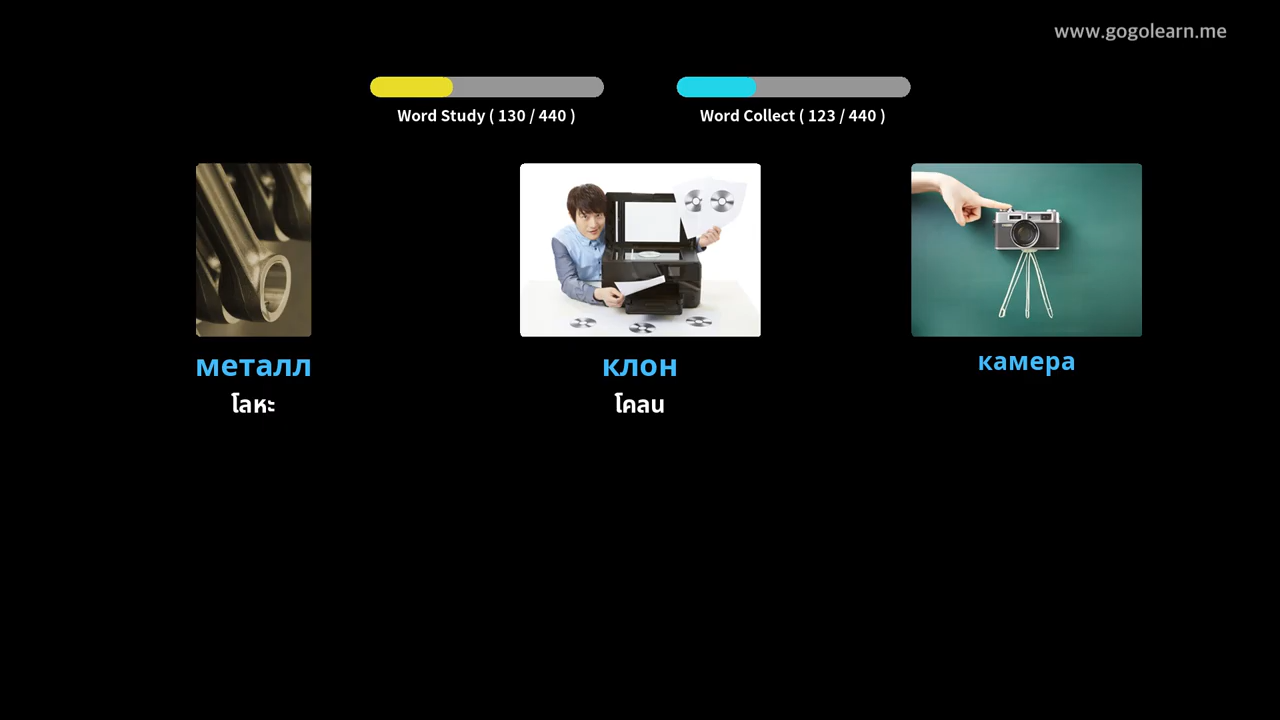 www.gogolearn.me
Word Study ( 130 / 440 )
Word Collect ( 123 / 440 )
металл
โลหะ
клон
โคลน
камера